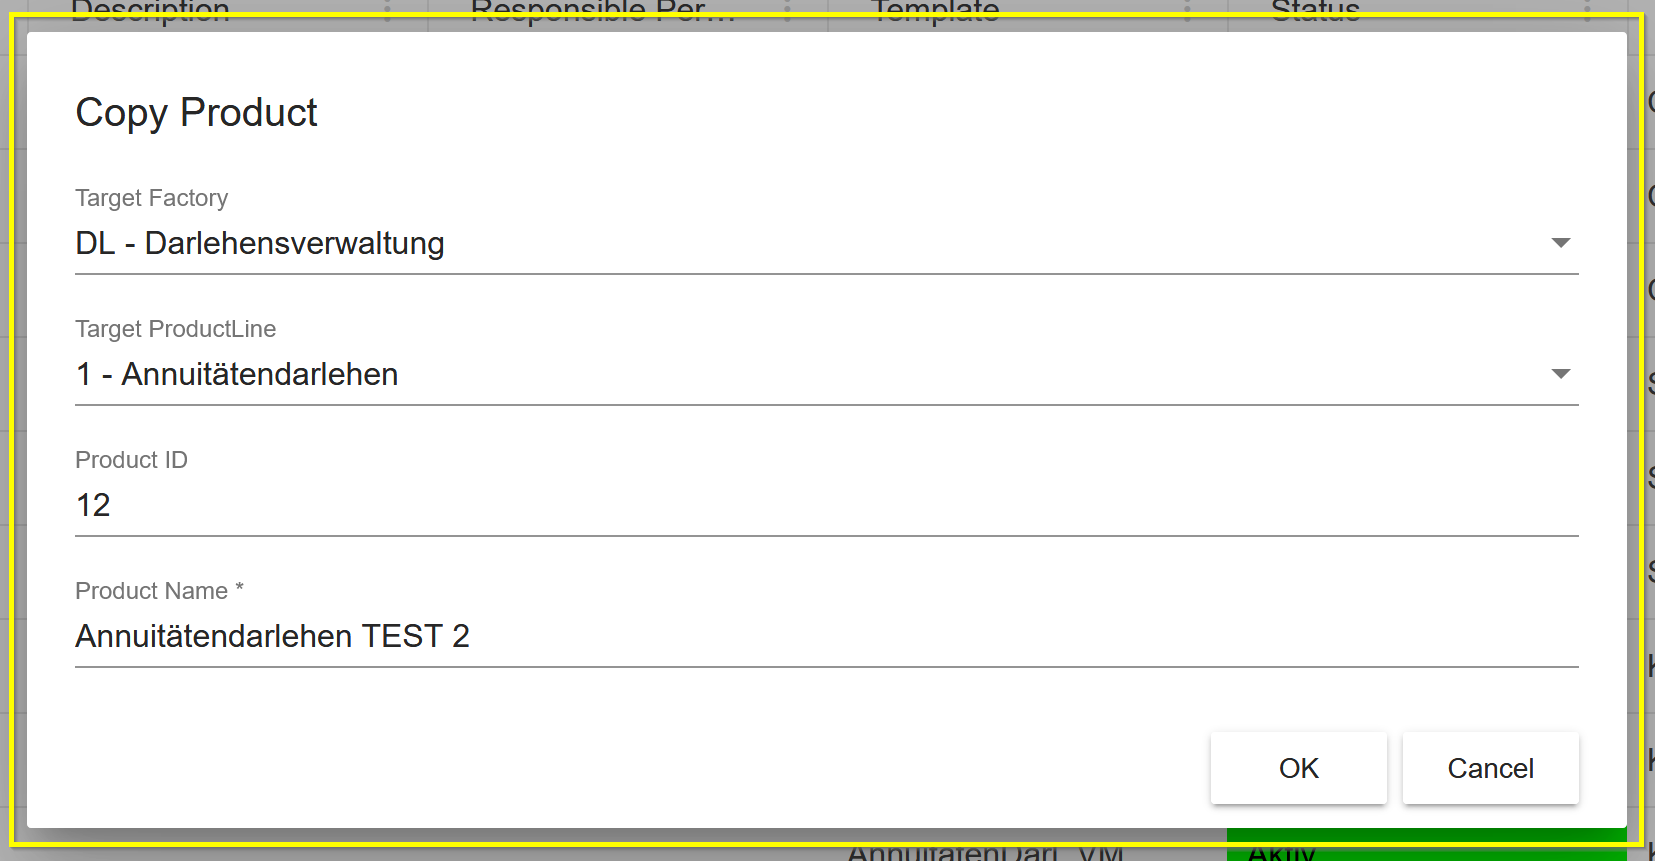 Description Responsible Per... Template Status
Copy Product
Target Factory
DL - Darlehensverwaltung
Target ProductLine
1 - Annuitätendarlehen
Product ID
12
Product Name *
Annuitätendarlehen TEST 2
OK Cancel
Aktiv